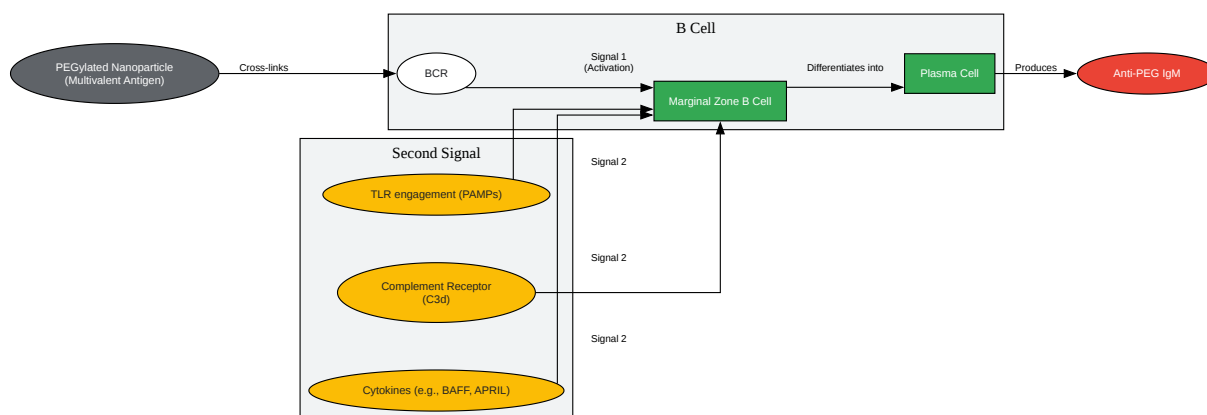 B Cell
PEGylated Nanoparticle
(Multivalent Antigen)
Cross-links
BCR
Signal 1
(Activation)
Marginal Zone B Cell
Differentiates into
Plasma Cell
Produces
Anti-PEG IgM
Second Signal
Signal 2
TLR engagement (PAMPs)
Signal 2
Complement Receptor
(C3d)
Signal 2
Cytokines (e.g., BAFF, APRIL)